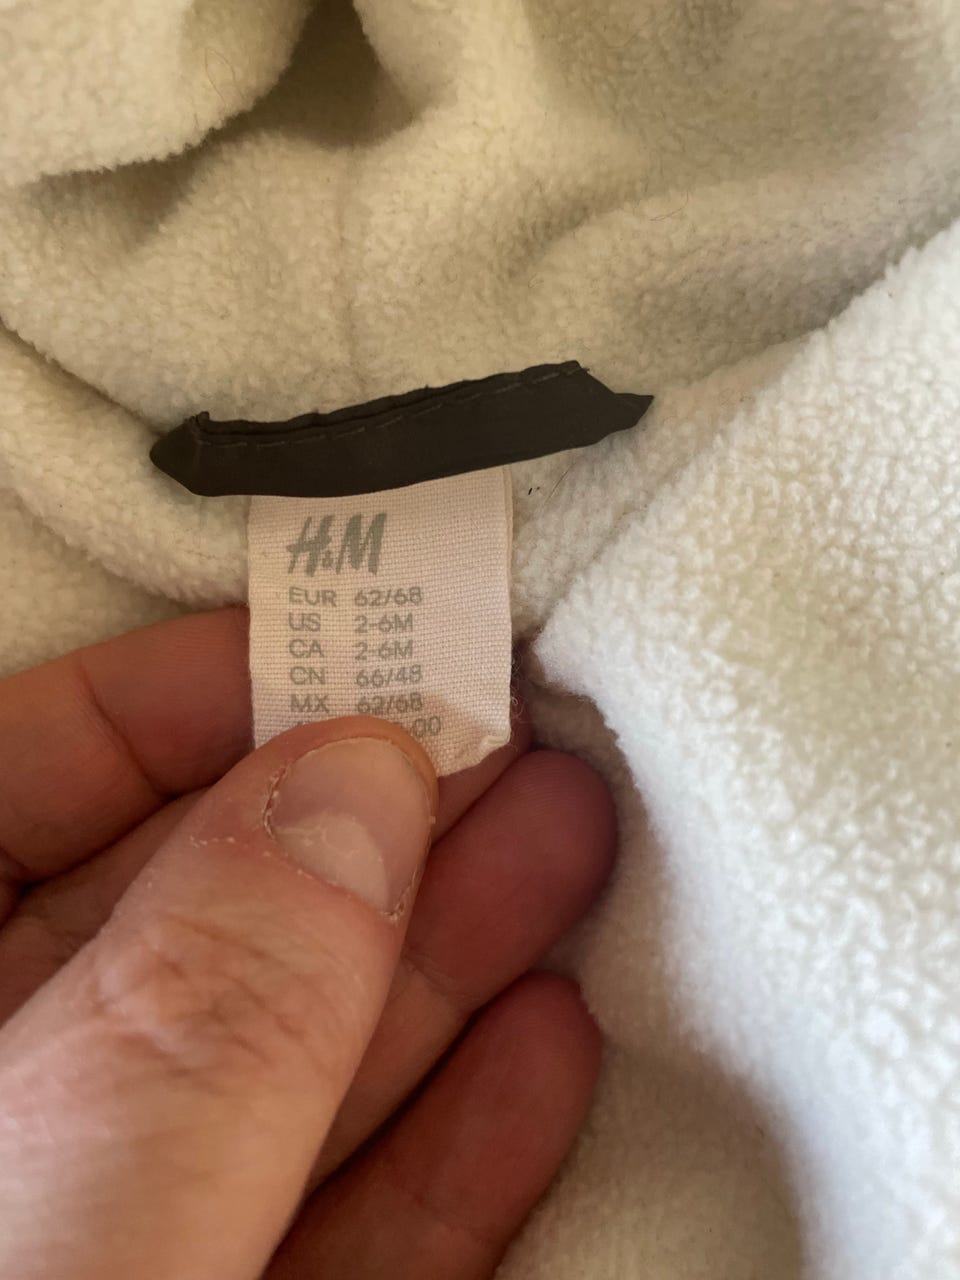 H&M
EUR 62/68
US 2-6M
CA 2-6M
CN 66/48
MX 62/68